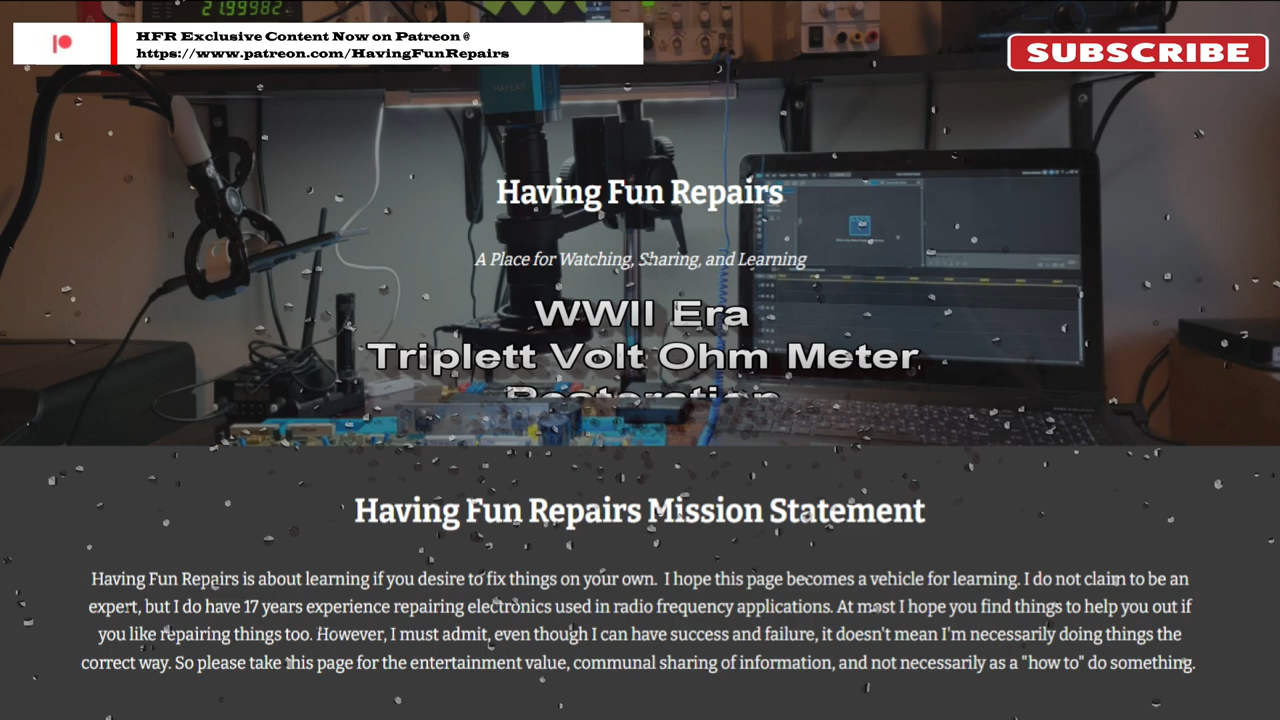 21.99982
HFR Exclusive Content Now on Patreon @
https://www.patreon.com/HavingFunRepairs
SUBSCRIBE
HAYEAR
Having Fun Repairs
A Place for Watching, Sharing, and Learning
WWII Era
Triplett Volt Ohm Meter
Restoration
Having Fun Repairs Mission Statement
Having Fun Repairs is about learning if you desire to fix things on your own. I hope this page becomes a vehicle for learning. I do not claim to be an
expert, but I do have 17 years experience repairing electronics used in radio frequency applications. At most I hope you find things to help you out if
you like repairing things too. However, I must admit, even though I can have success and failure, it doesn't mean I'm necessarily doing things the
correct way. So please take this page for the entertainment value, communal sharing of information, and not necessarily as a "how to" do something.